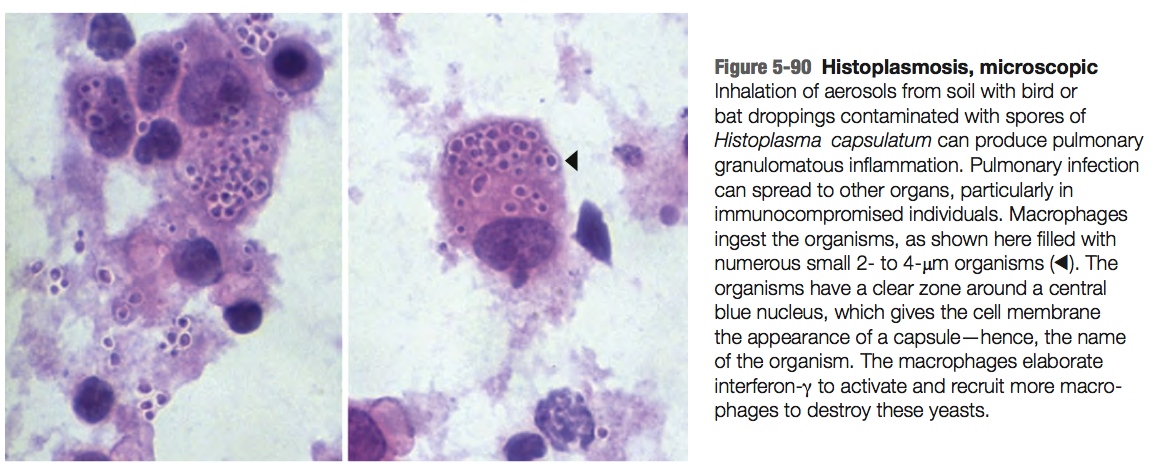 Figure 5-90 Histoplasmosis, microscopic
Inhalation of aerosols from soil with bird or
bat droppings contaminated with spores of
Histoplasma capsulatum can produce pulmonary
granulomatous inflammation. Pulmonary infection
can spread to other organs, particularly in
immunocompromised individuals. Macrophages
ingest the organisms, as shown here filled with
numerous small 2- to 4-μm organisms (◀). The
organisms have a clear zone around a central
blue nucleus, which gives the cell membrane
the appearance of a capsule—hence, the name
of the organism. The macrophages elaborate
interferon-γ to activate and recruit more macro-
phages to destroy these yeasts.